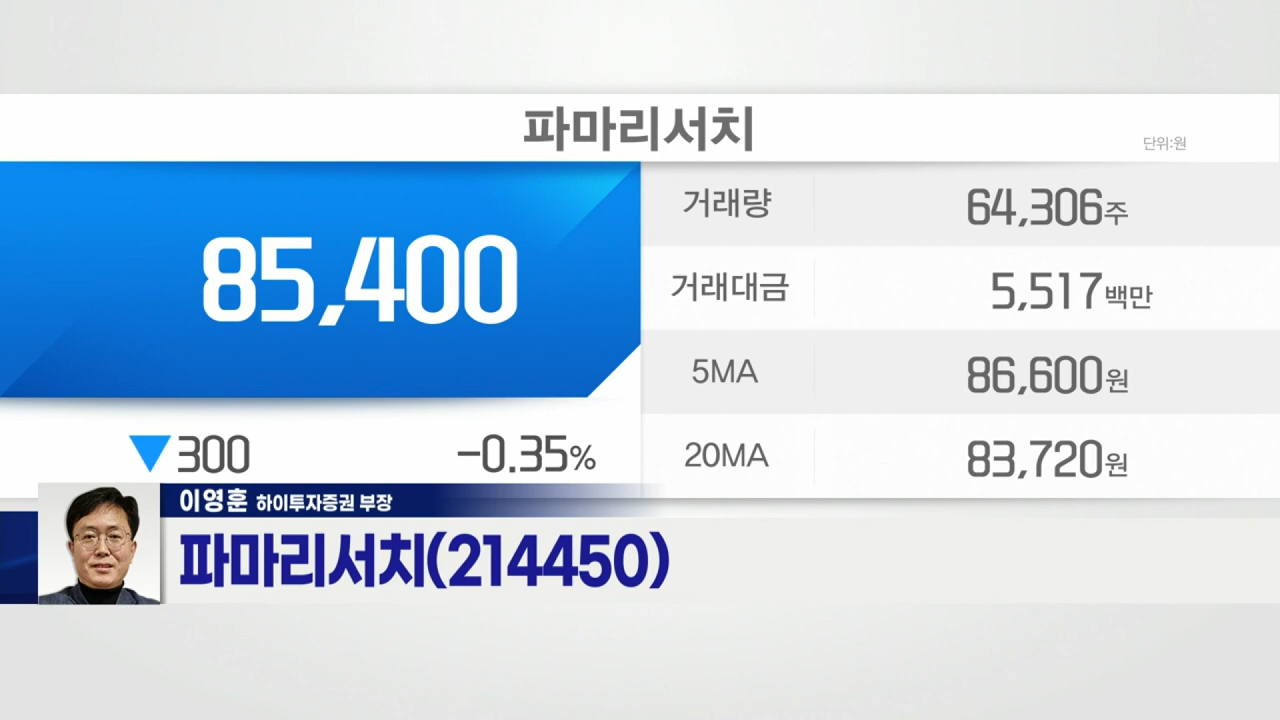 파마리서치
단위:원
85,400
▼300 -0.35%
거래량 64,306주
거래대금 5,517백만
5MA 86,600원
20MA 83,720원
이영훈 하이투자증권 부장
파마리서치(214450)